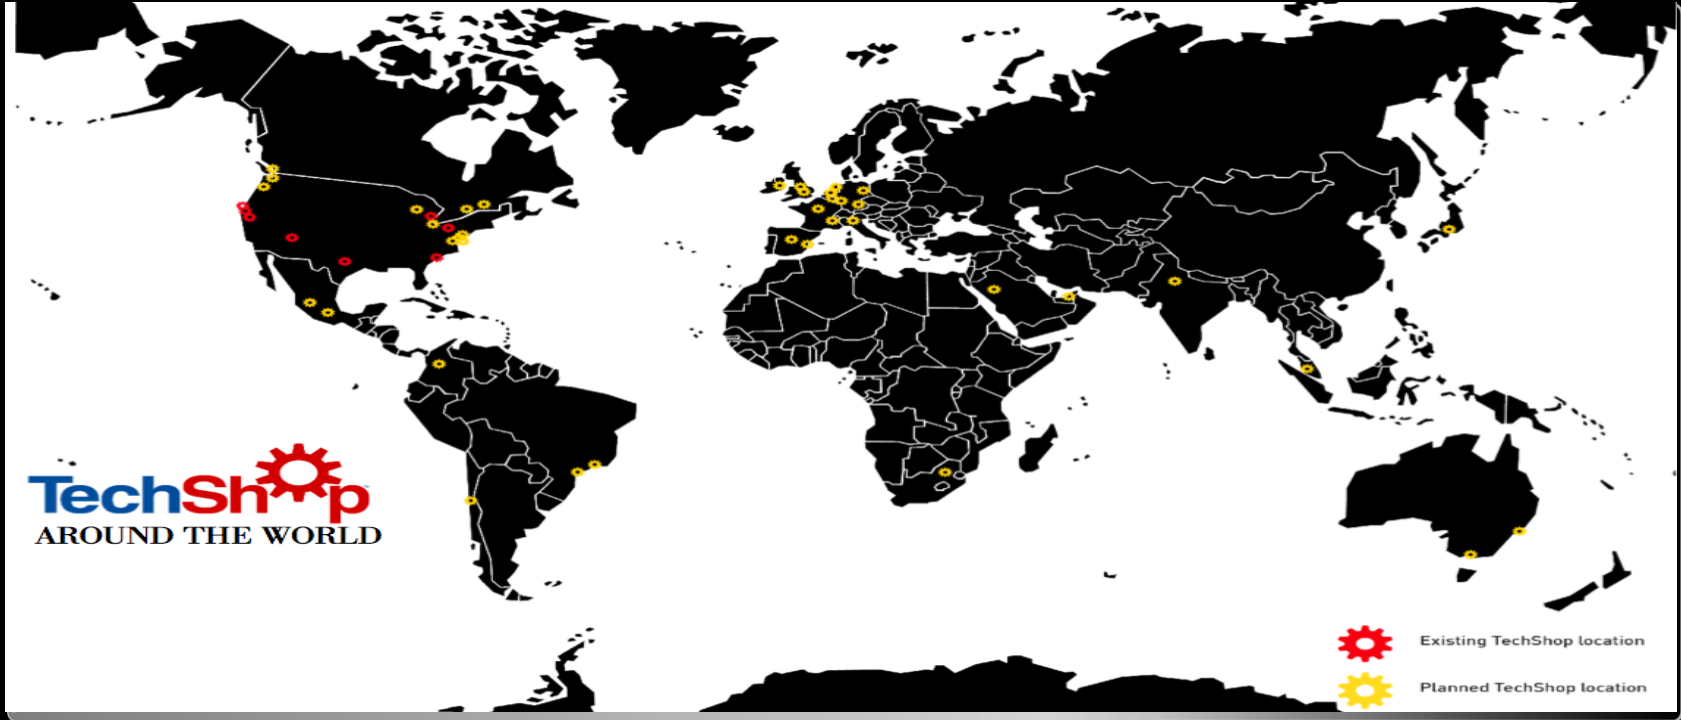 TechShop
AROUND THE WORLD
Existing TechShop location
Planned TechShop location